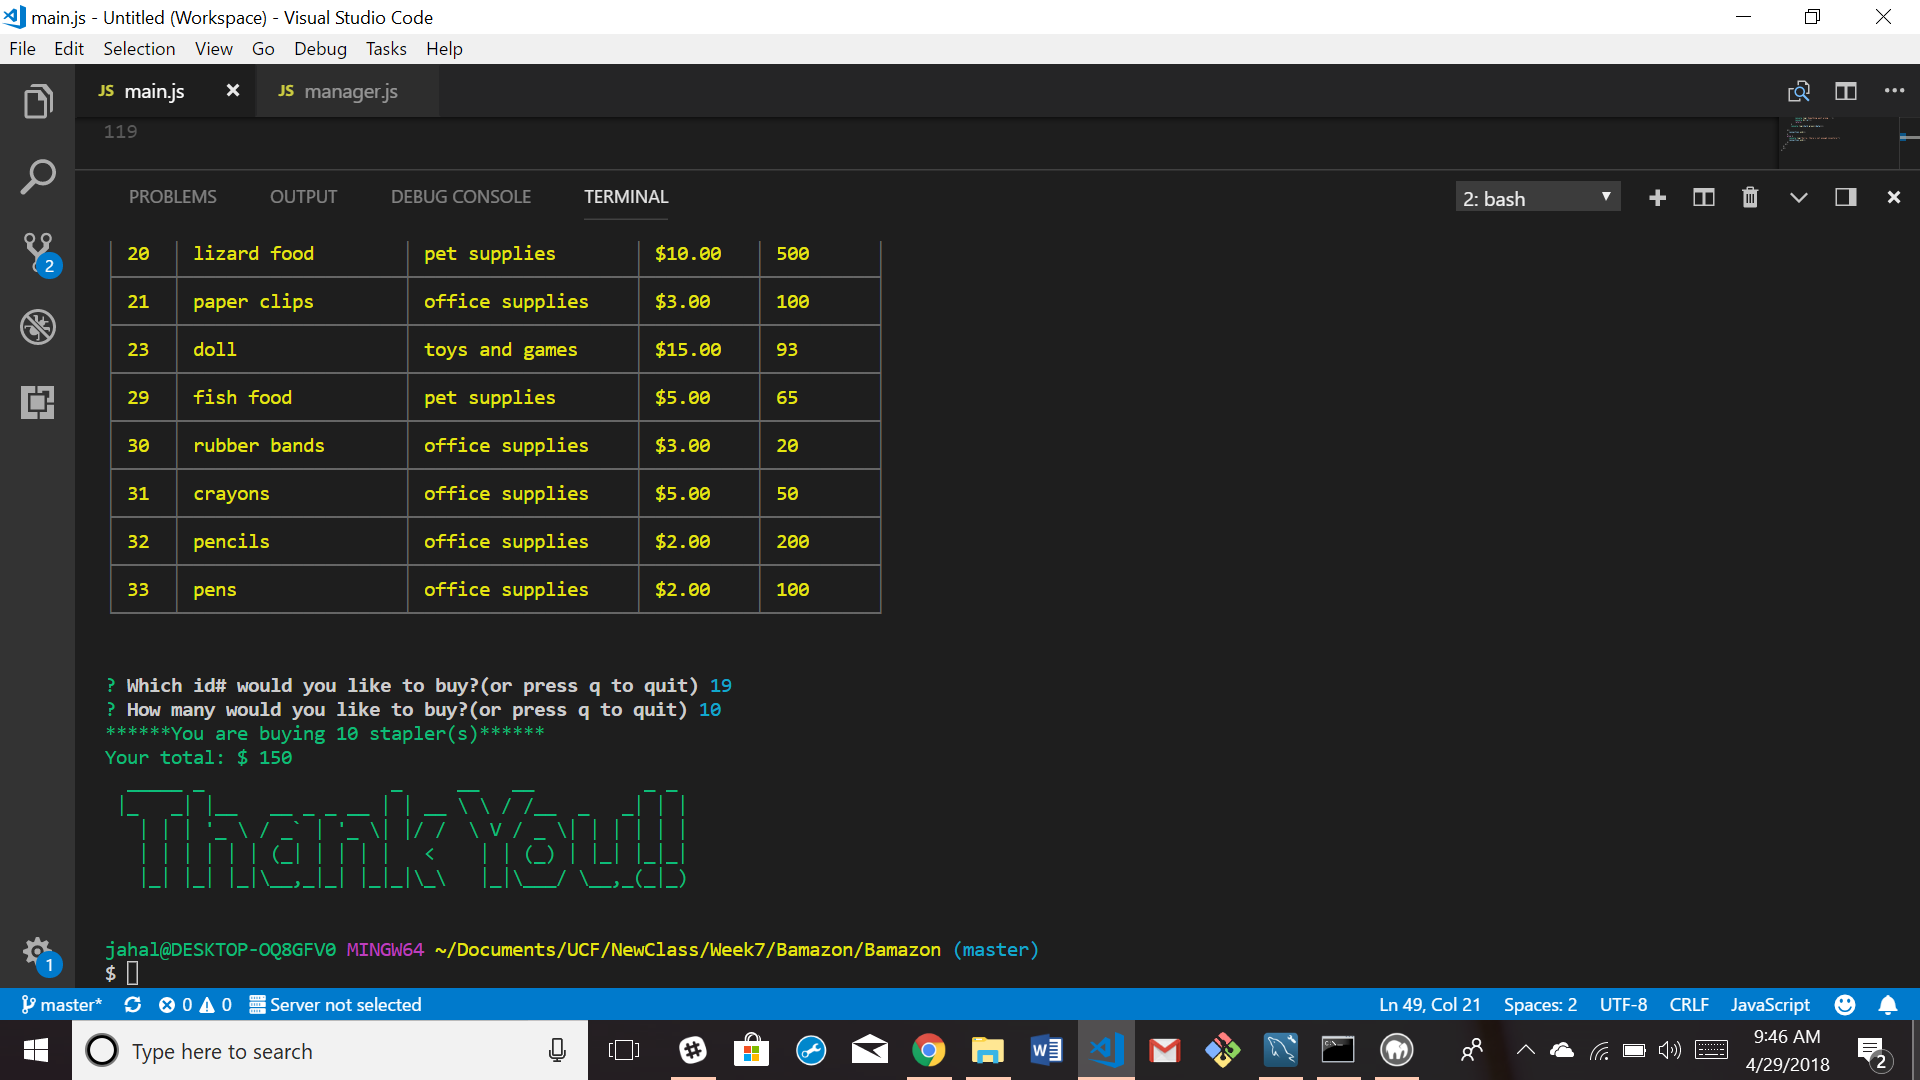 main.js - Untitled (Workspace) - Visual Studio Code
File Edit Selection View Go Debug Tasks Help
JS main.js JS manager.js
119
PROBLEMS OUTPUT DEBUG CONSOLE TERMINAL 2: bash
20 lizard food pet supplies $10.00 500
21 paper clips office supplies $3.00 100
23 doll toys and games $15.00 93
29 fish food pet supplies $5.00 65
30 rubber bands office supplies $3.00 20
31 crayons office supplies $5.00 50
32 pencils office supplies $2.00 200
33 pens office supplies $2.00 100
? Which id# would you like to buy?(or press q to quit) 19
? How many would you like to buy?(or press q to quit) 10
******You are buying 10 stapler(s)******
Your total: $ 150
Thank You!!
jahal@DESKTOP-OQ8GFV0 MINGW64 ~/Documents/UCF/NewClass/Week7/Bamazon/Bamazon (master)
$
2
1
master* 0 0 Server not selected Ln 49, Col 21 Spaces: 2 UTF-8 CRLF JavaScript
Type here to search
9:46 AM
4/29/2018
2